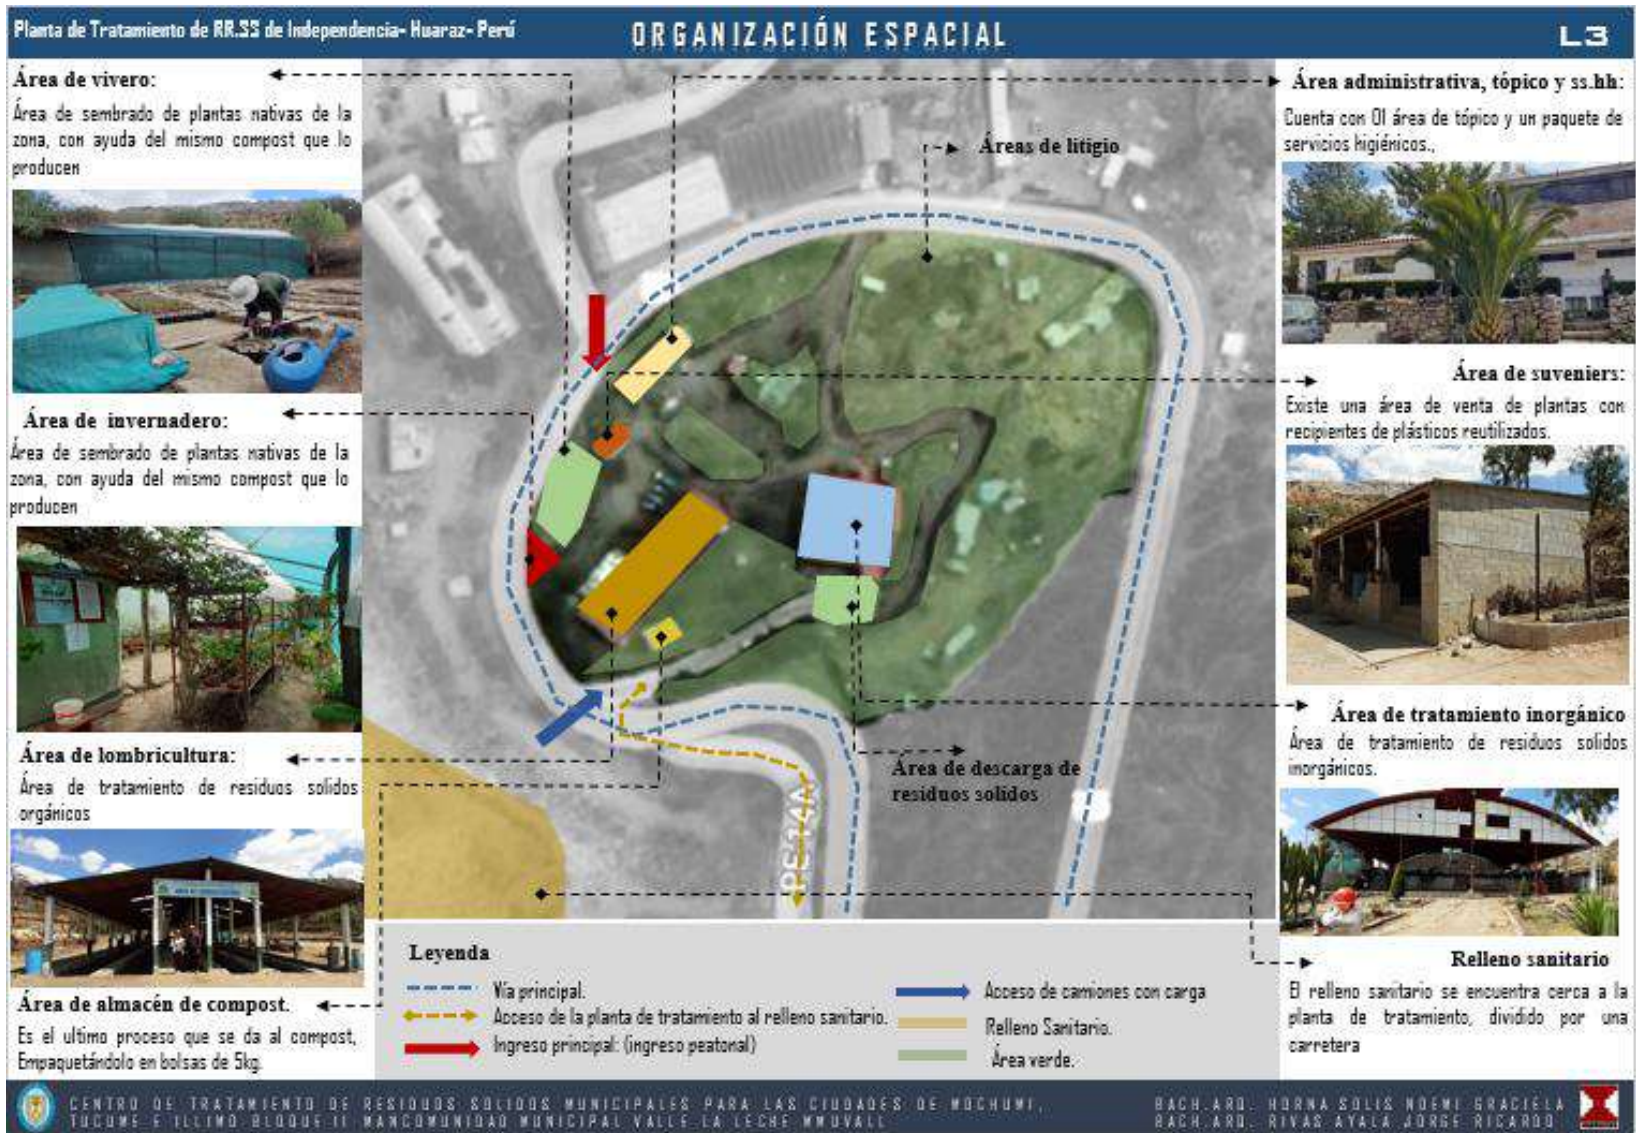 Planta de Tratamiento de RR.SS de Independencia- Huaraz- Perú
ORGANIZACIÓN ESPACIAL
L3
Área de vivero:
Área de sembrado de plantas nativas de la
zona, con ayuda del mismo compost que lo
producen
Área de invernadero:
Área de sembrado de plantas nativas de la
zona, con ayuda del mismo compost que lo
producen
Área de lombricultura:
Área de tratamiento de residuos solidos
orgánicos
Área de almacén de compost.
Es el ultimo proceso que se da al compost,
Empaquetándolo en bolsas de 5kg.
Áreas de litigio
Área de descarga de
residuos solidos
Área administrativa, tópico y ss.hh:
Cuenta con 01 área de tópico y un paquete de
servicios higiénicos.,
Área de suveniers:
Existe una área de venta de plantas con
recipientes de plásticos reutilizados.
Área de tratamiento inorgánico
Área de tratamiento de residuos solidos
inorgánicos.
Relleno sanitario
El relleno sanitario se encuentra cerca a la
planta de tratamiento, dividido por una
carretera
Leyenda
Vía principal.
Acceso de la planta de tratamiento al relleno sanitario.
Ingreso principal: (ingreso peatonal)
Acceso de camiones con carga
Relleno Sanitario.
Área verde.
CENTRO DE TRATAMIENTO DE RESIDUOS SOLIDOS MUNICIPALES PARA LAS CIUDADES DE MOCHUMI,
TUCUME E ILLIMO-BLOQUE II MANCOMUNIDAD MUNICIPAL VALLE LA LECHE MMUVALL
BACH.ARQ. HORNA SOLIS NOEMI GRACIELA
BACH.ARQ. RIVAS AYALA JORGE RICARDO